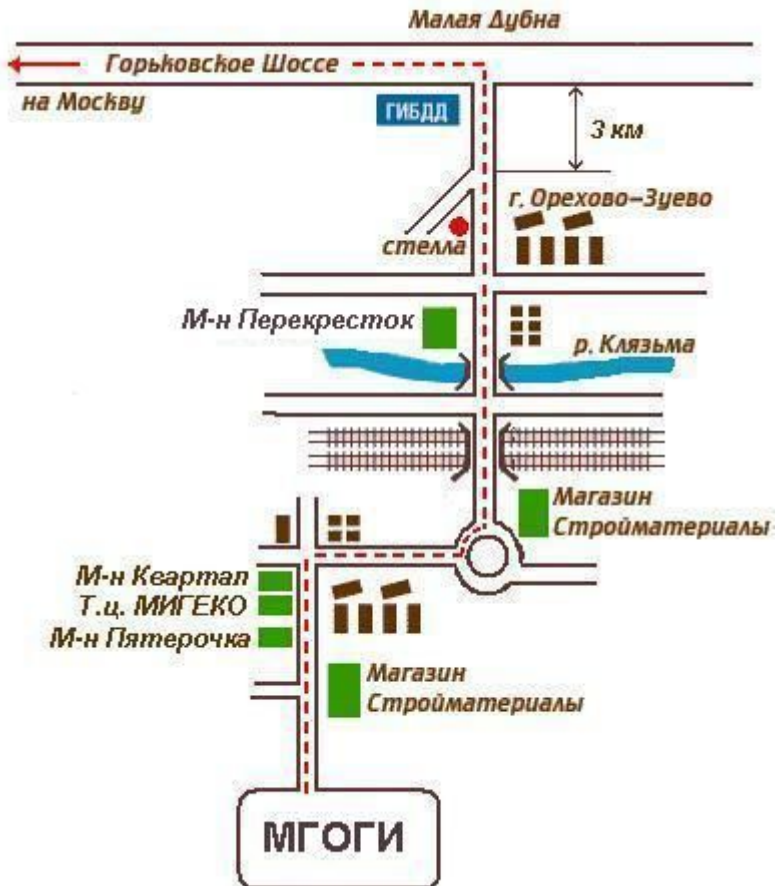 Малая Дубна
Горьковское Шоссе
на Москву
ГИБДД
3 км
г. Орехово-Зуево
стелла
М-н Перекресток
р. Клязьма
Магазин
Стройматериалы
М-н Квартал
Т.ц. МИГЕКО
М-н Пятерочка
Магазин
Стройматериалы
МГОГИ